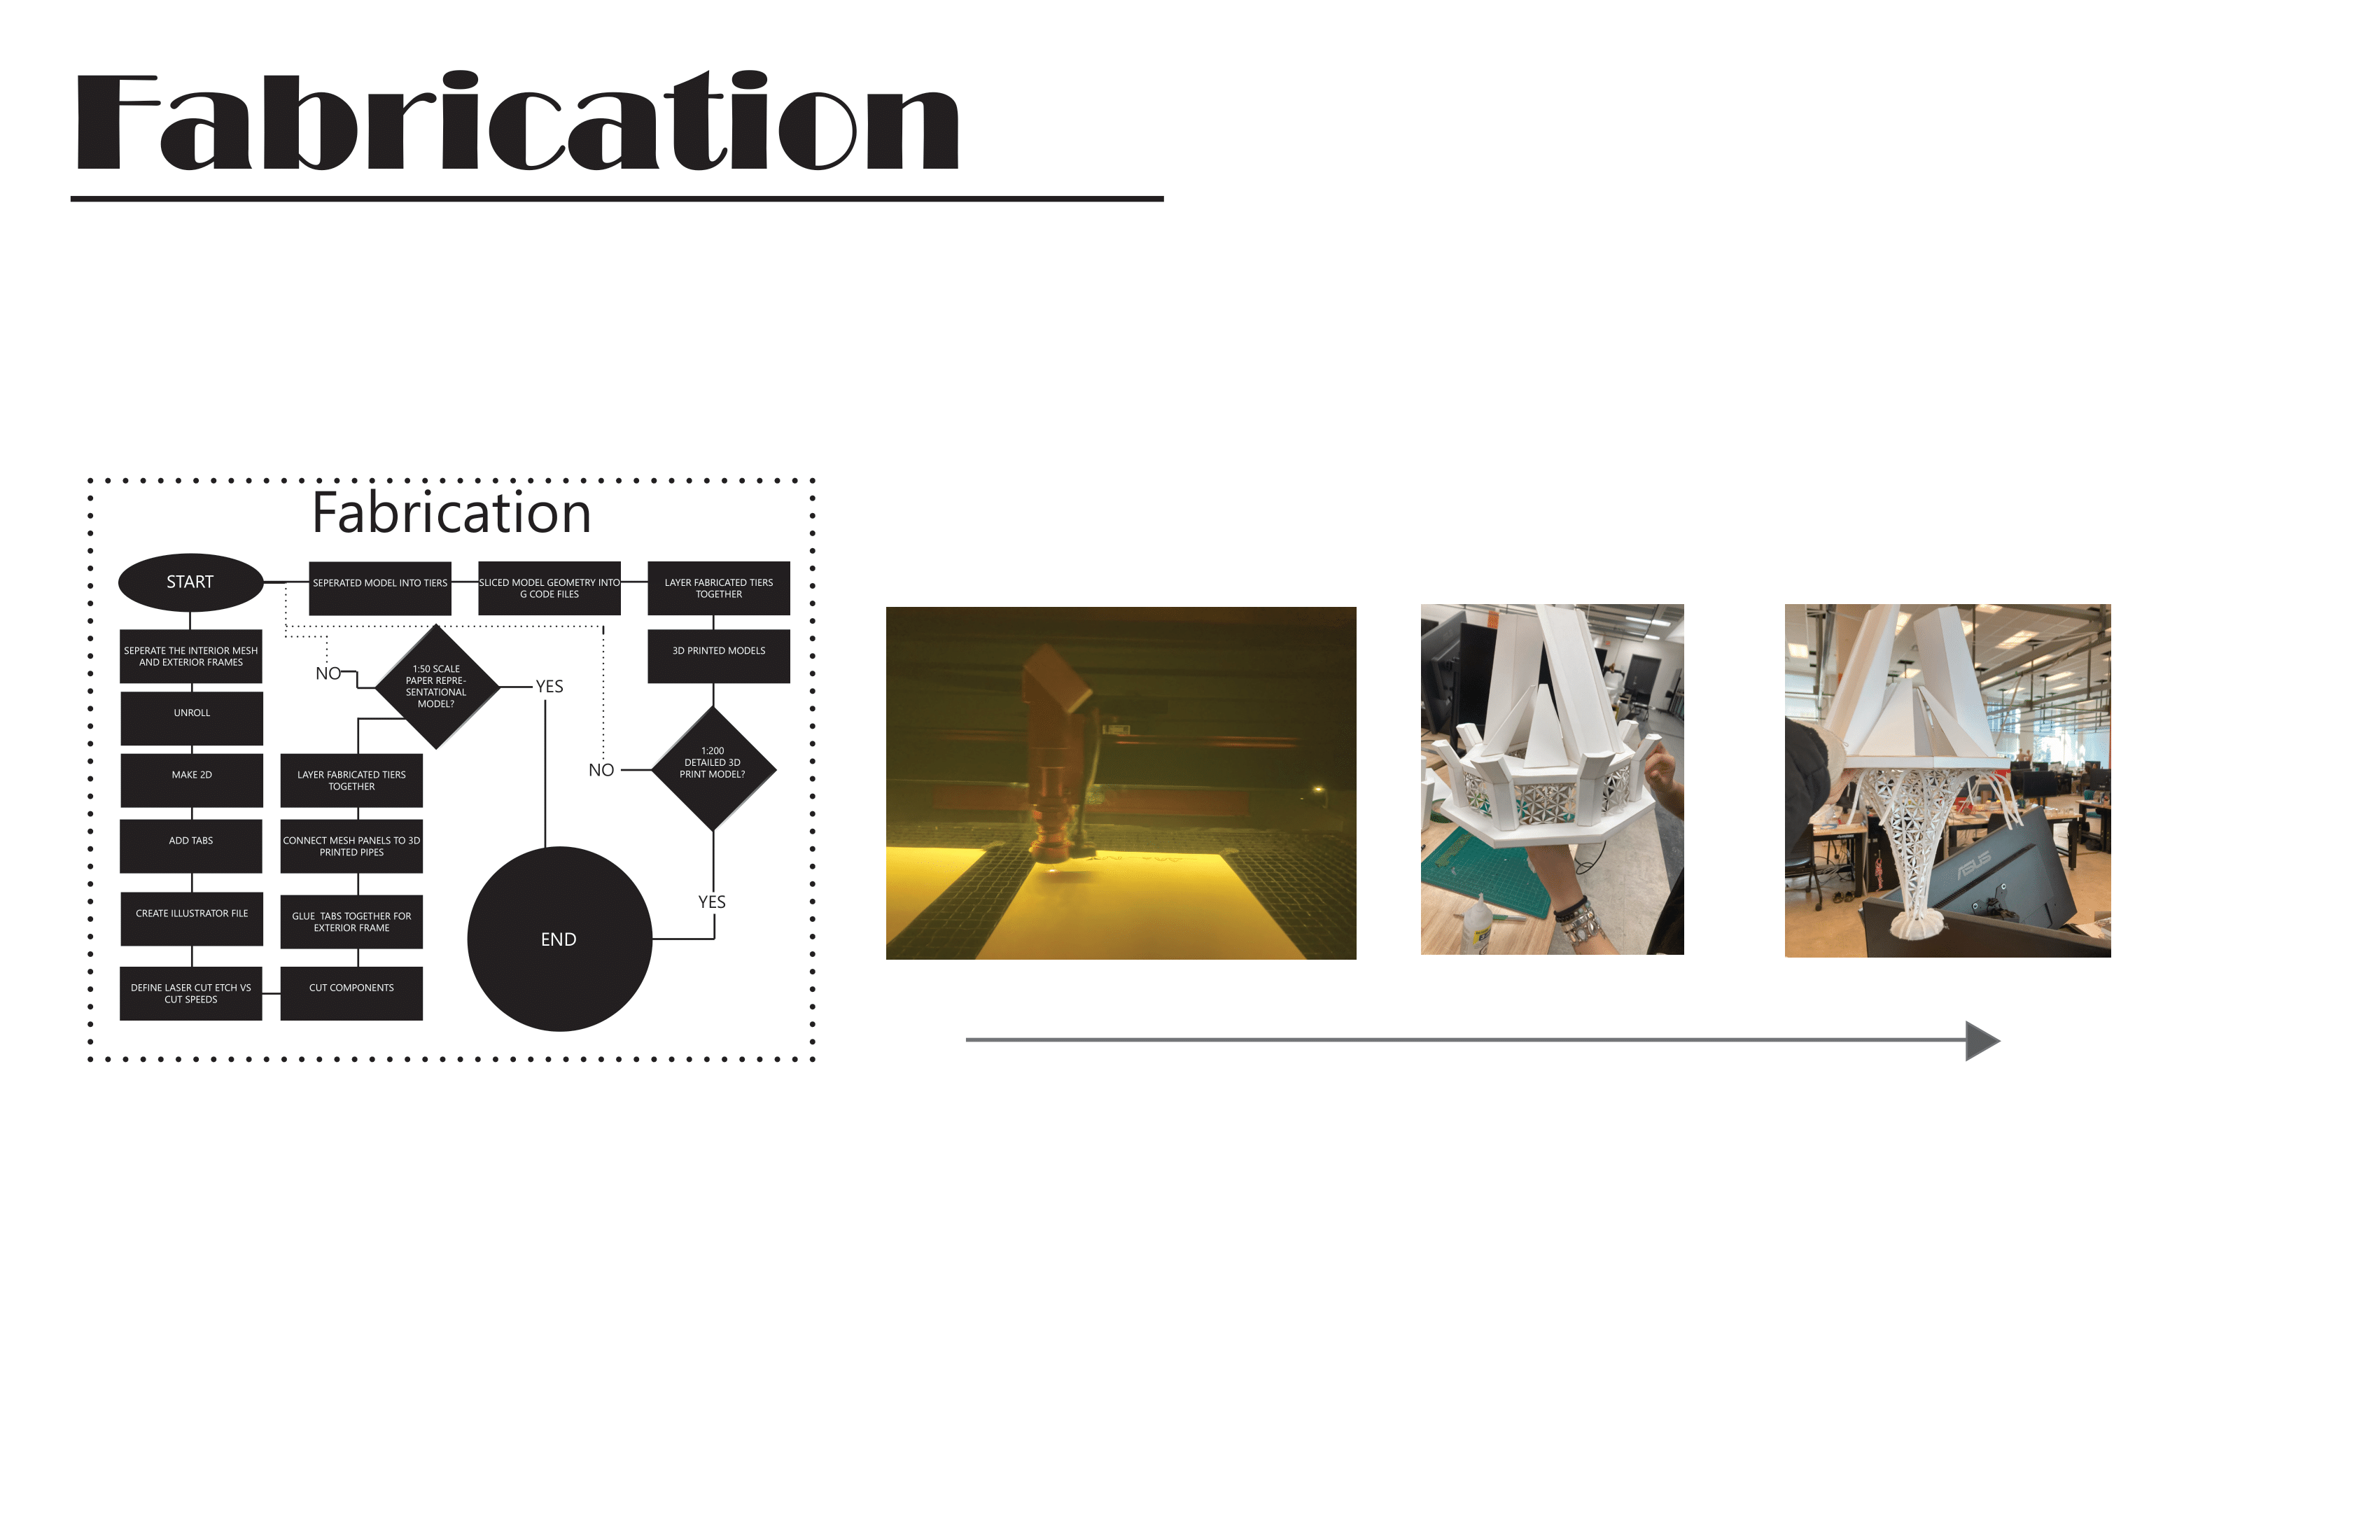 Fabrication
Fabrication
START
SEPERATED MODEL INTO TIERS
SLICED MODEL GEOMETRY INTO
G CODE FILES
LAYER FABRICATED TIERS
TOGETHER
SEPERATE THE INTERIOR MESH
AND EXTERIOR FRAMES
UNROLL
MAKE 2D
ADD TABS
CREATE ILLUSTRATOR FILE
DEFINE LASER CUT ETCH VS
CUT SPEEDS
CUT COMPONENTS
GLUE  TABS TOGETHER FOR
EXTERIOR FRAME
CONNECT MESH PANELS TO 3D
PRINTED PIPES
LAYER FABRICATED TIERS
TOGETHER
1:50 SCALE
PAPER REPRE-
SENTATIONAL
MODEL?
NO
YES
3D PRINTED MODELS
1:200
DETAILED 3D
PRINT MODEL?
NO
YES
END
ASUS